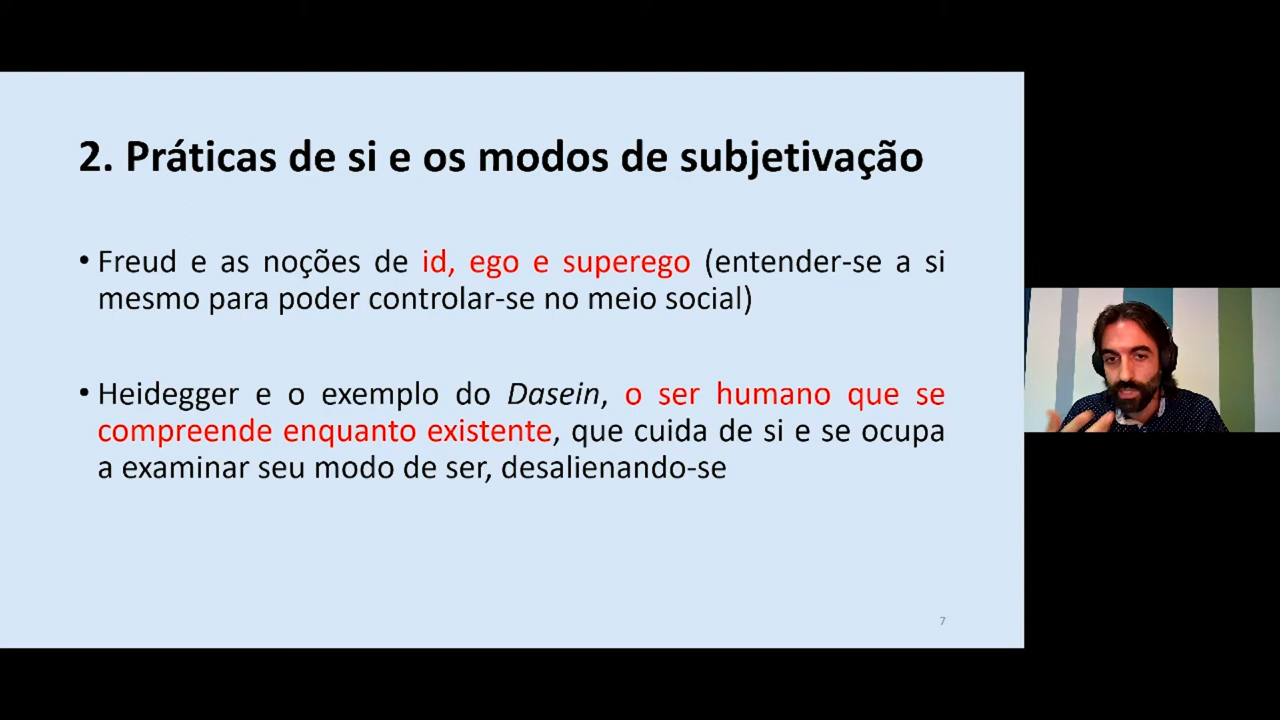 2. Práticas de si e os modos de subjetivação
• Freud e as noções de id, ego e superego (entender-se a si
mesmo para poder controlar-se no meio social)
• Heidegger e o exemplo do Dasein, o ser humano que se
compreende enquanto existente, que cuida de si e se ocupa
a examinar seu modo de ser, desalienando-se
7